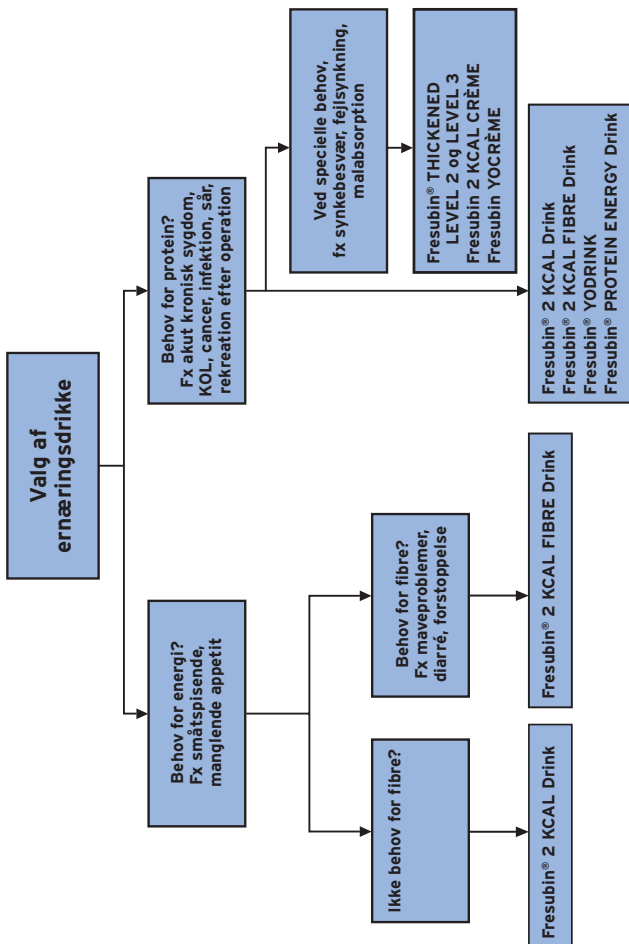 Valg af
ernæringsdrikke
Behov for energi?
Fx småtspisende,
manglende appetit
Behov for protein?
Fx akut kronisk sygdom,
KOL, cancer, infektion, sår,
rekreation efter operation
Ikke behov for fibre?
Behov for fibre?
Fx maveproblemer,
diarré, forstoppelse
Ved specielle behov,
fx synkebesvær, fejlsynkning,
malabsorption
Fresubin® THICKENED
LEVEL 2 og LEVEL 3
Fresubin 2 KCAL CRÈME
Fresubin YOCRÈME
Fresubin® 2 KCAL Drink
Fresubin® 2 KCAL FIBRE Drink
Fresubin® 2 KCAL Drink
Fresubin® 2 KCAL FIBRE Drink
Fresubin® YODRINK
Fresubin® PROTEIN ENERGY Drink